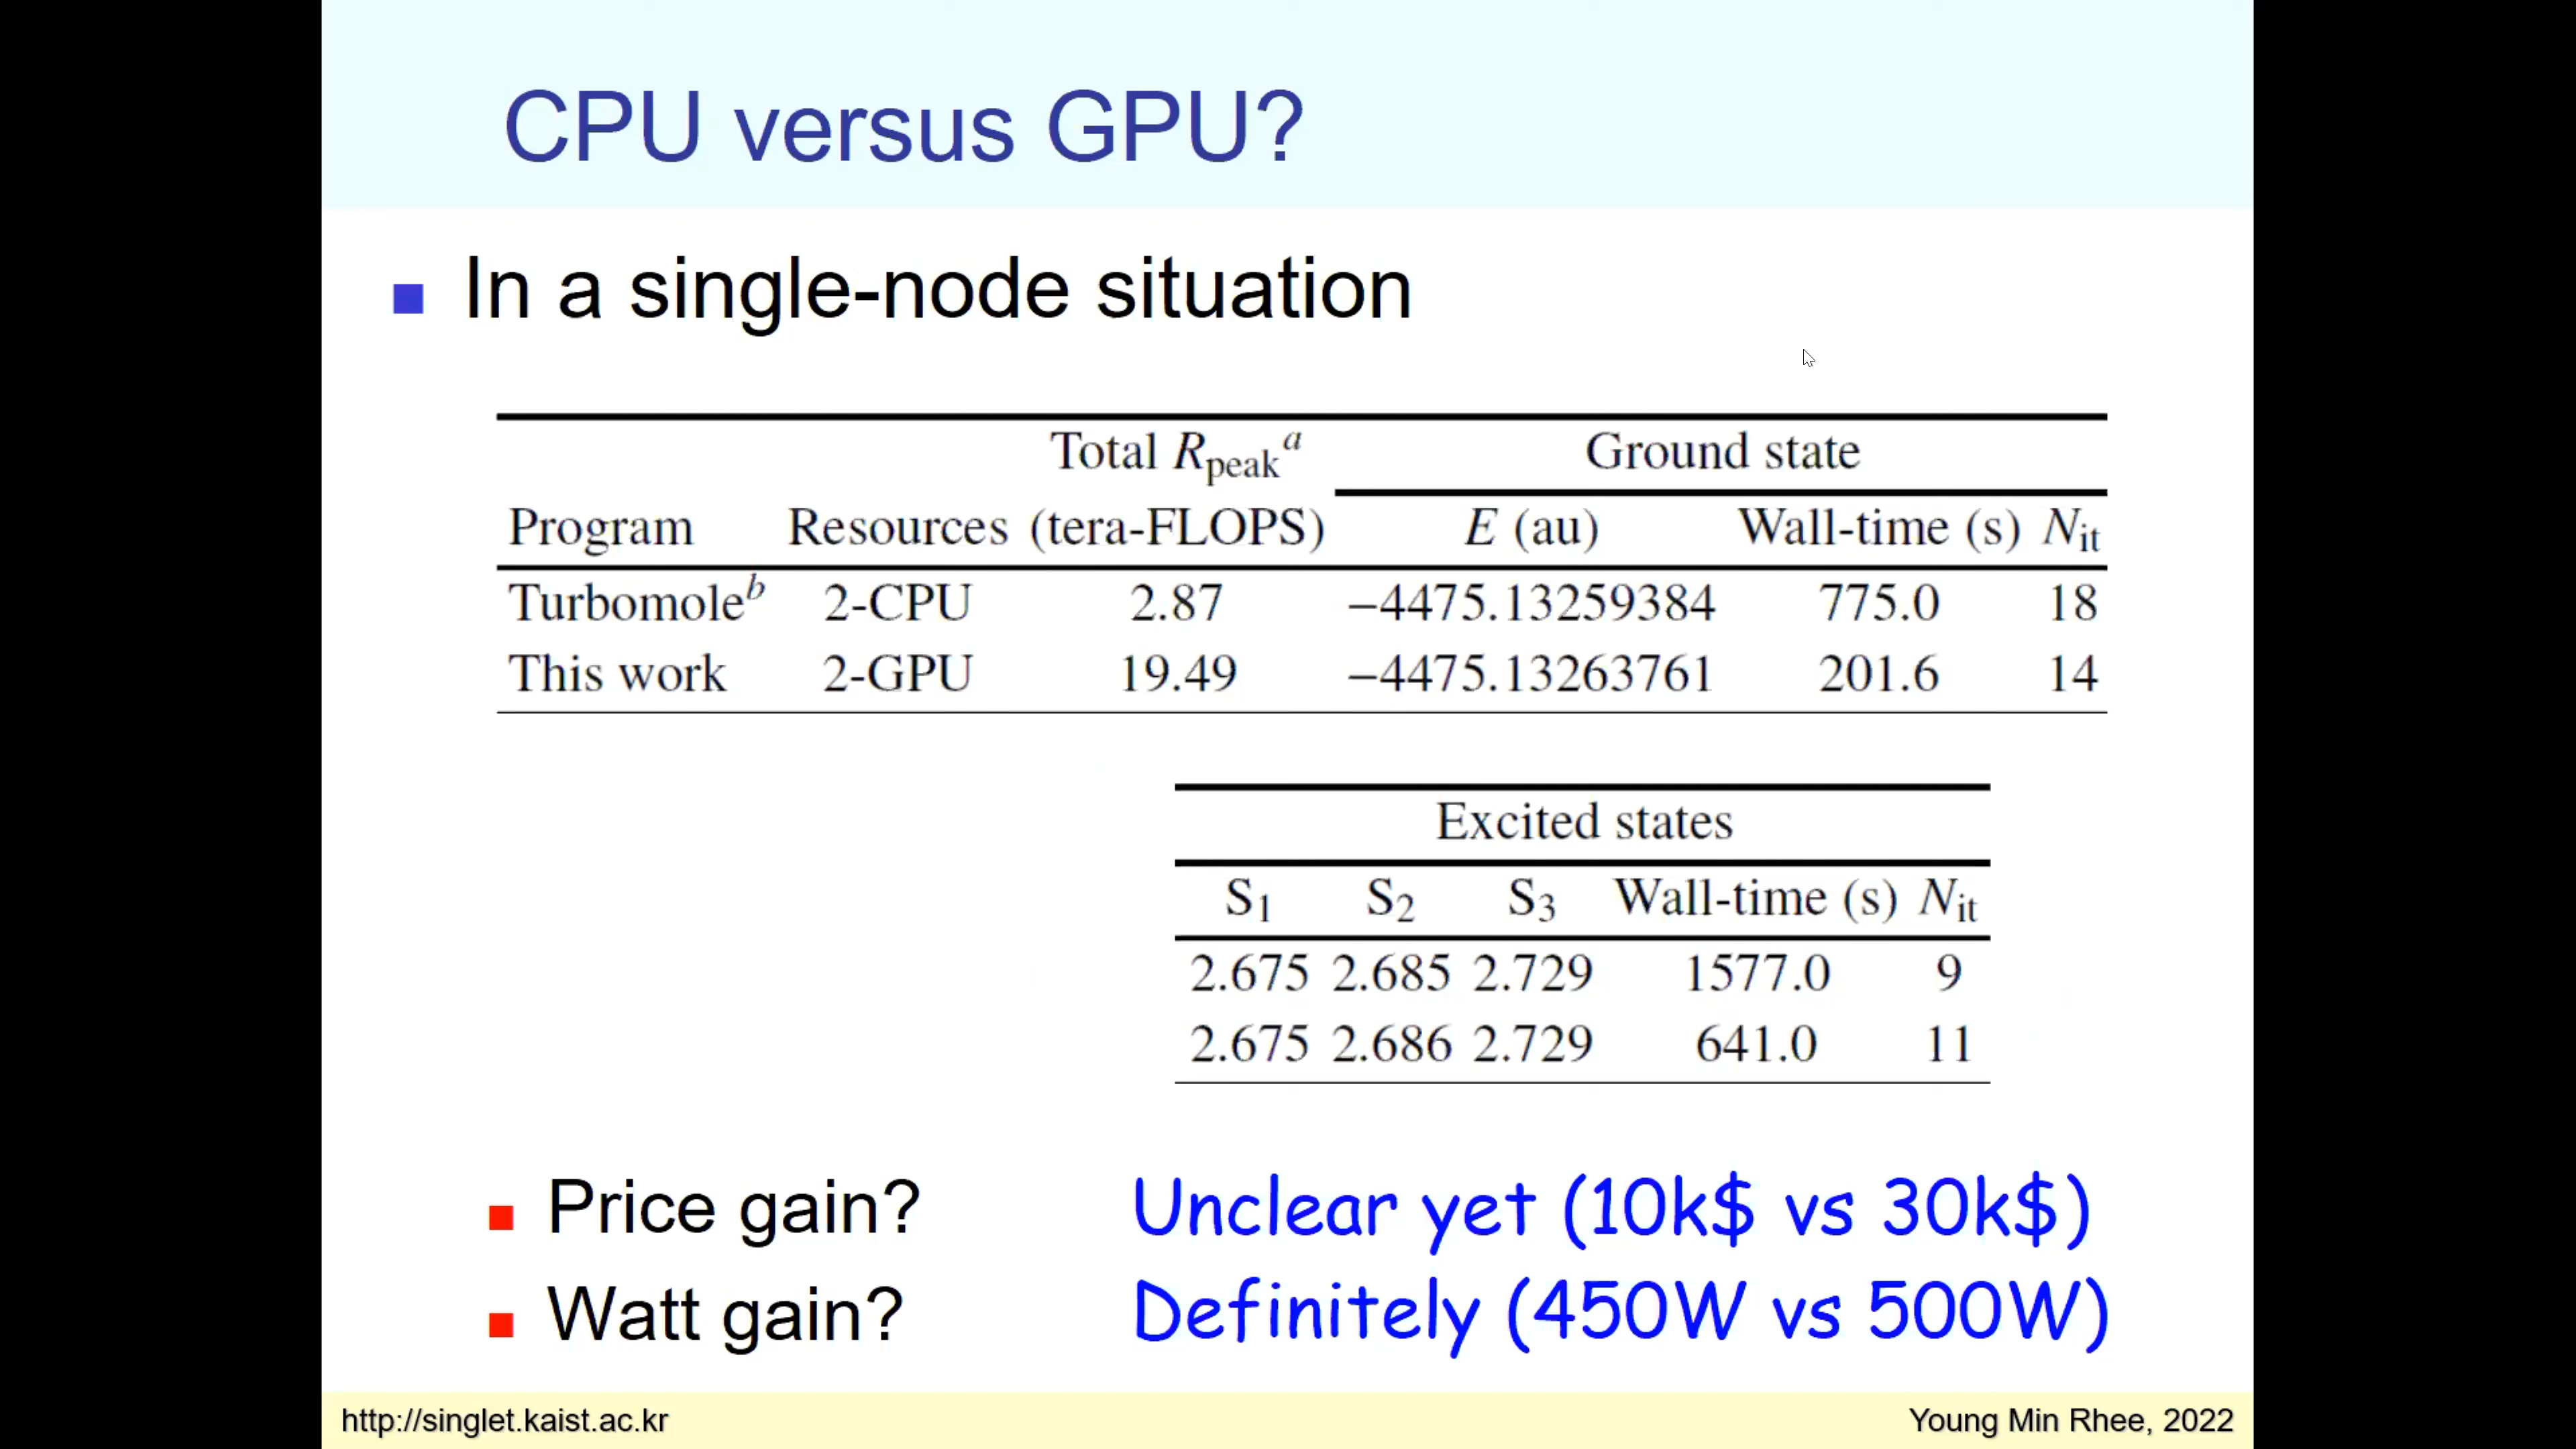 CPU versus GPU?
In a single-node situation
Total Rpeak^a Ground state
Program Resources (tera-FLOPS) E (au) Wall-time (s) Nit
Turbomole^b 2-CPU 2.87 −4475.13259384 775.0 18
This work 2-GPU 19.49 −4475.13263761 201.6 14
Excited states
S1 S2 S3 Wall-time (s) Nit
2.675 2.685 2.729 1577.0 9
2.675 2.686 2.729 641.0 11
Price gain? Unclear yet (10k$ vs 30k$)
Watt gain? Definitely (450W vs 500W)
http://singlet.kaist.ac.kr Young Min Rhee, 2022